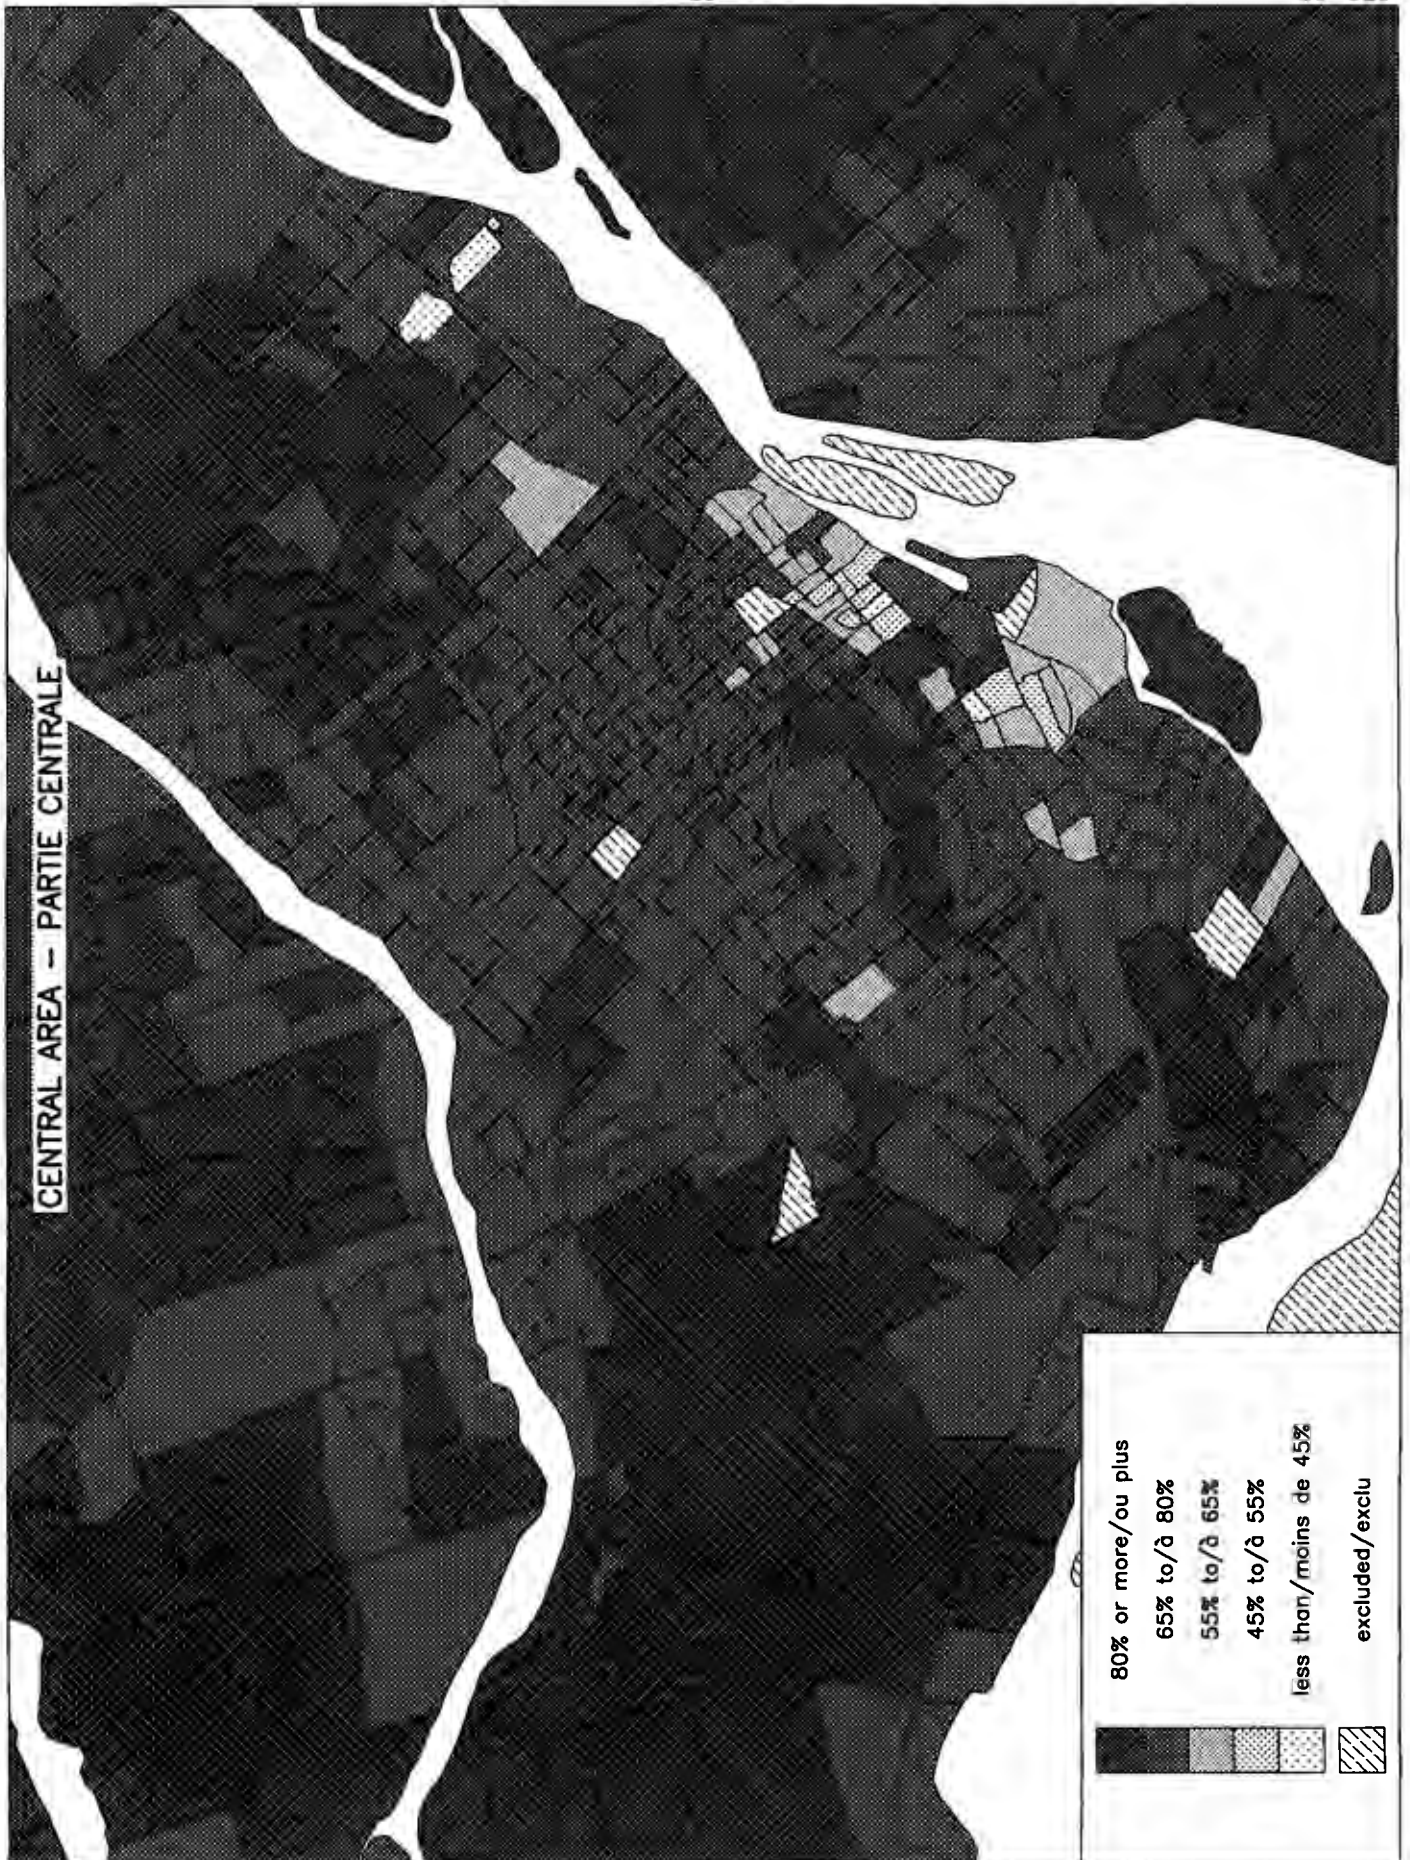 CENTRAL AREA – PARTIE CENTRALE
80% or more/ou plus
65% to/à 80%
55% to/à 65%
45% to/à 55%
less than/moins de 45%
excluded/exclu